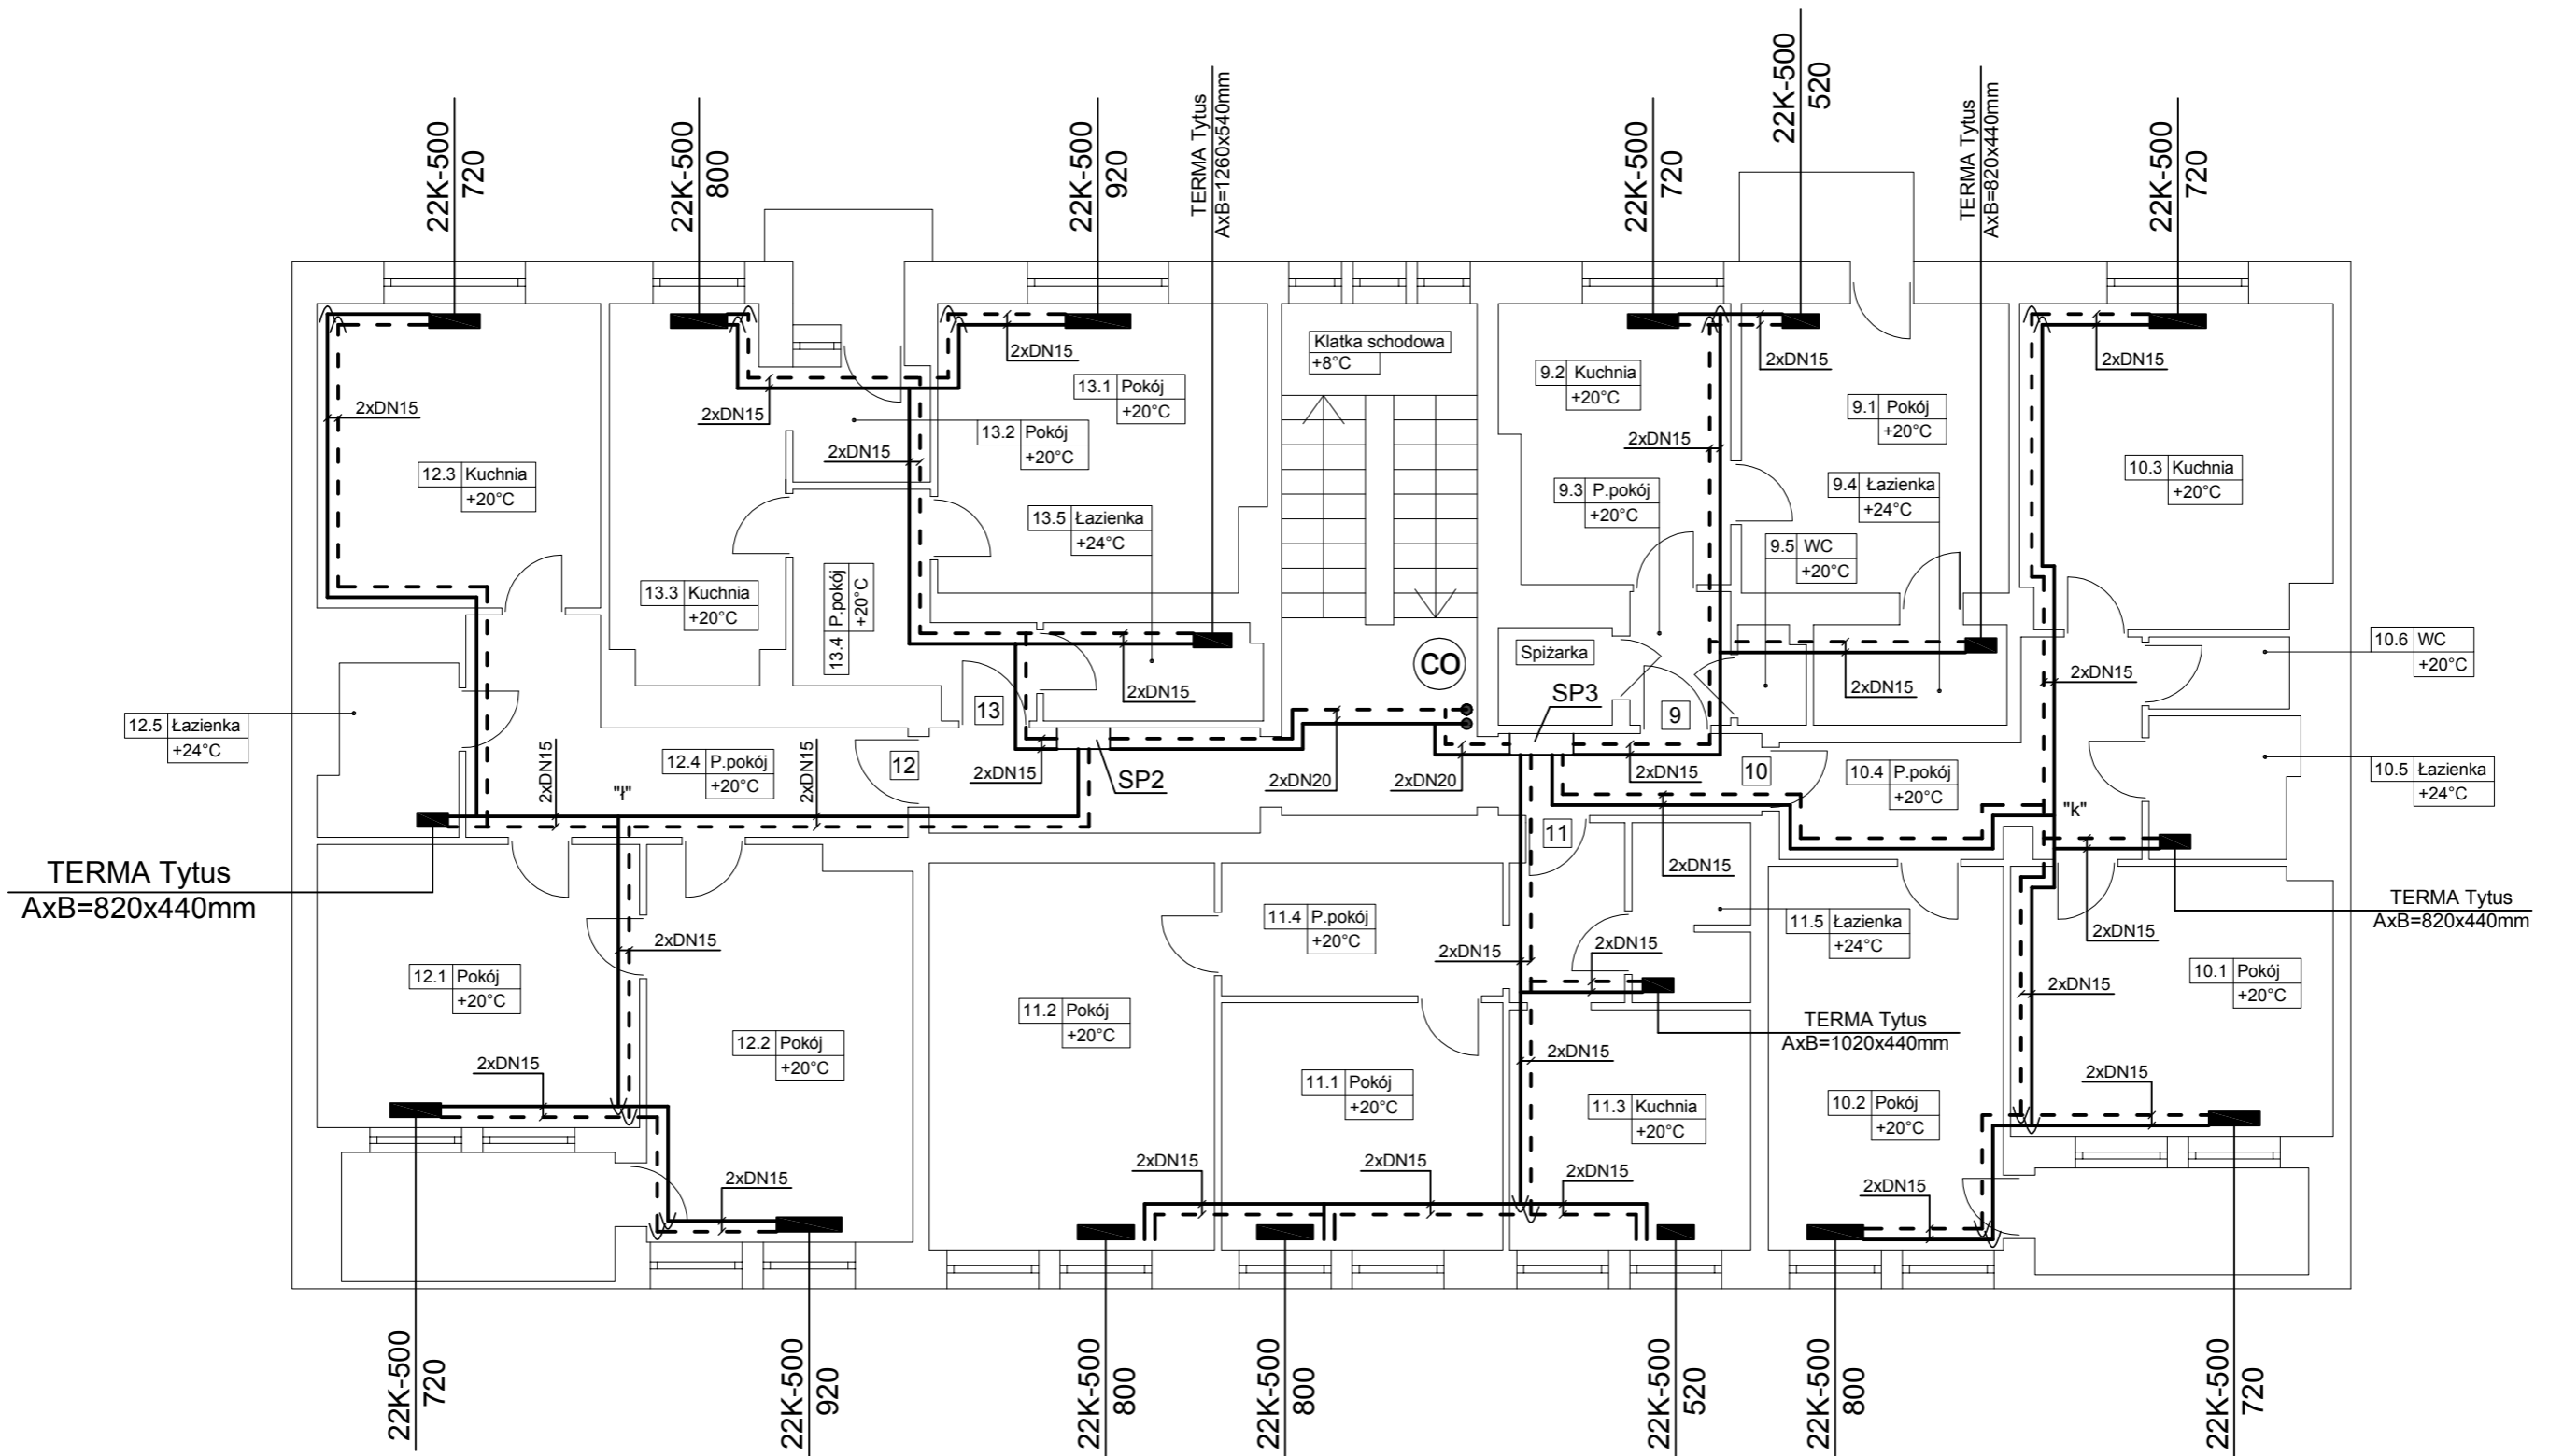 22K-500
720
22K-500
800
22K-500
920
TERMA Tytus
AxB=1260x540mm
22K-500
720
22K-500
520
TERMA Tytus
AxB=820x440mm
22K-500
720
2xDN15
Klatka schodowa
+8°C
2xDN15
2xDN15
9.2 Kuchnia
+20°C
13.1 Pokój
+20°C
9.1 Pokój
+20°C
2xDN15
2xDN15
13.2 Pokój
+20°C
2xDN15
2xDN15
12.3 Kuchnia
+20°C
10.3 Kuchnia
+20°C
9.3 P.pokój
+20°C
9.4 Łazienka
+24°C
13.5 Łazienka
+24°C
9.5 WC
+20°C
13.3 Kuchnia
+20°C
13.4 P.pokój
+20°C
10.6 WC
+20°C
Spiżarka
CO
2xDN15
2xDN15
2xDN15
SP3
13
9
12.5 Łazienka
+24°C
12.4 P.pokój
+20°C
2xDN15
2xDN15
12
2xDN15
SP2
2xDN20
2xDN20
2xDN15
10
10.4 P.pokój
+20°C
10.5 Łazienka
+24°C
"ł"
"k"
11
TERMA Tytus
AxB=820x440mm
2xDN15
TERMA Tytus
AxB=820x440mm
11.4 P.pokój
+20°C
11.5 Łazienka
+24°C
2xDN15
2xDN15
2xDN15
2xDN15
12.1 Pokój
+20°C
10.1 Pokój
+20°C
2xDN15
11.2 Pokój
+20°C
TERMA Tytus
AxB=1020x440mm
12.2 Pokój
+20°C
2xDN15
2xDN15
2xDN15
11.1 Pokój
+20°C
11.3 Kuchnia
+20°C
10.2 Pokój
+20°C
2xDN15
2xDN15
2xDN15
2xDN15
2xDN15
22K-500
720
22K-500
920
22K-500
800
22K-500
800
22K-500
520
22K-500
800
22K-500
720